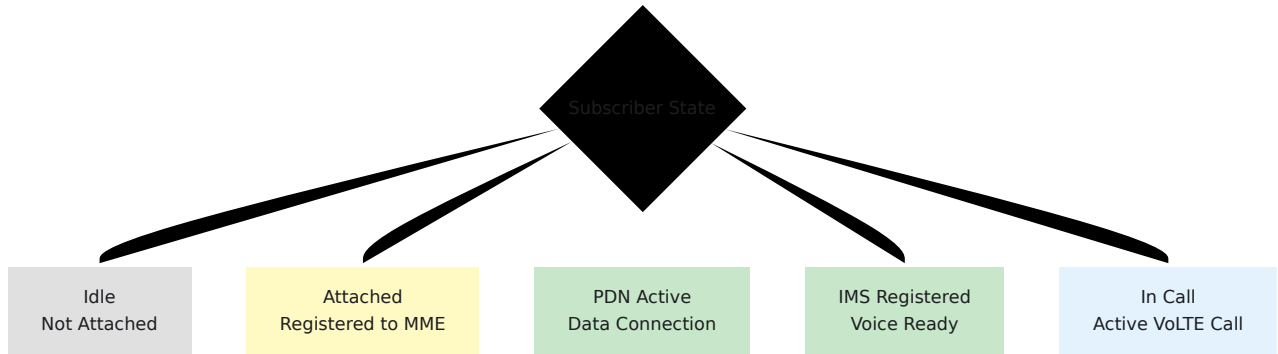 Subscriber State
Idle
Not Attached
Attached
Registered to MME
PDN Active
Data Connection
IMS Registered
Voice Ready
In Call
Active VoLTE Call